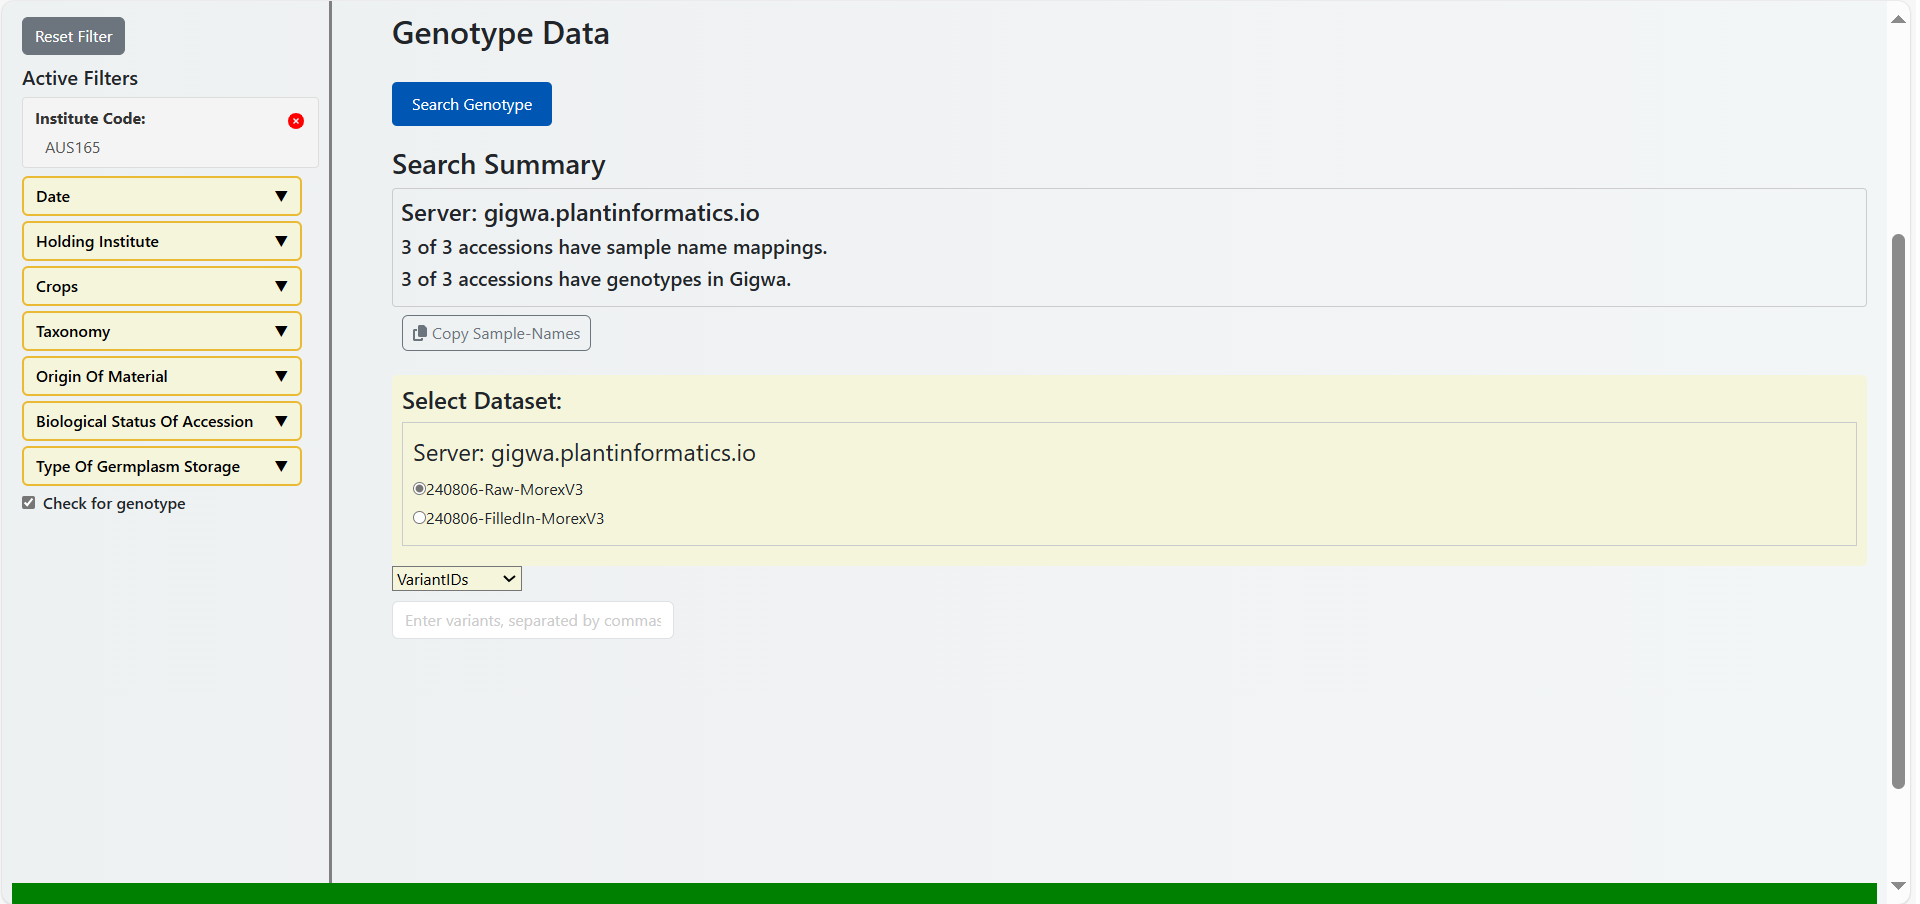 Reset Filter
Active Filters
Institute Code:
AUS165
Date
Holding Institute
Crops
Taxonomy
Origin Of Material
Biological Status Of Accession
Type Of Germplasm Storage
Check for genotype
Genotype Data
Search Genotype
Search Summary
Server: gigwa.plantinformatics.io
3 of 3 accessions have sample name mappings.
3 of 3 accessions have genotypes in Gigwa.
Copy Sample-Names
Select Dataset:
Server: gigwa.plantinformatics.io
240806-Raw-MorexV3
240806-FilledIn-MorexV3
VariantIDs
Enter variants, separated by commas